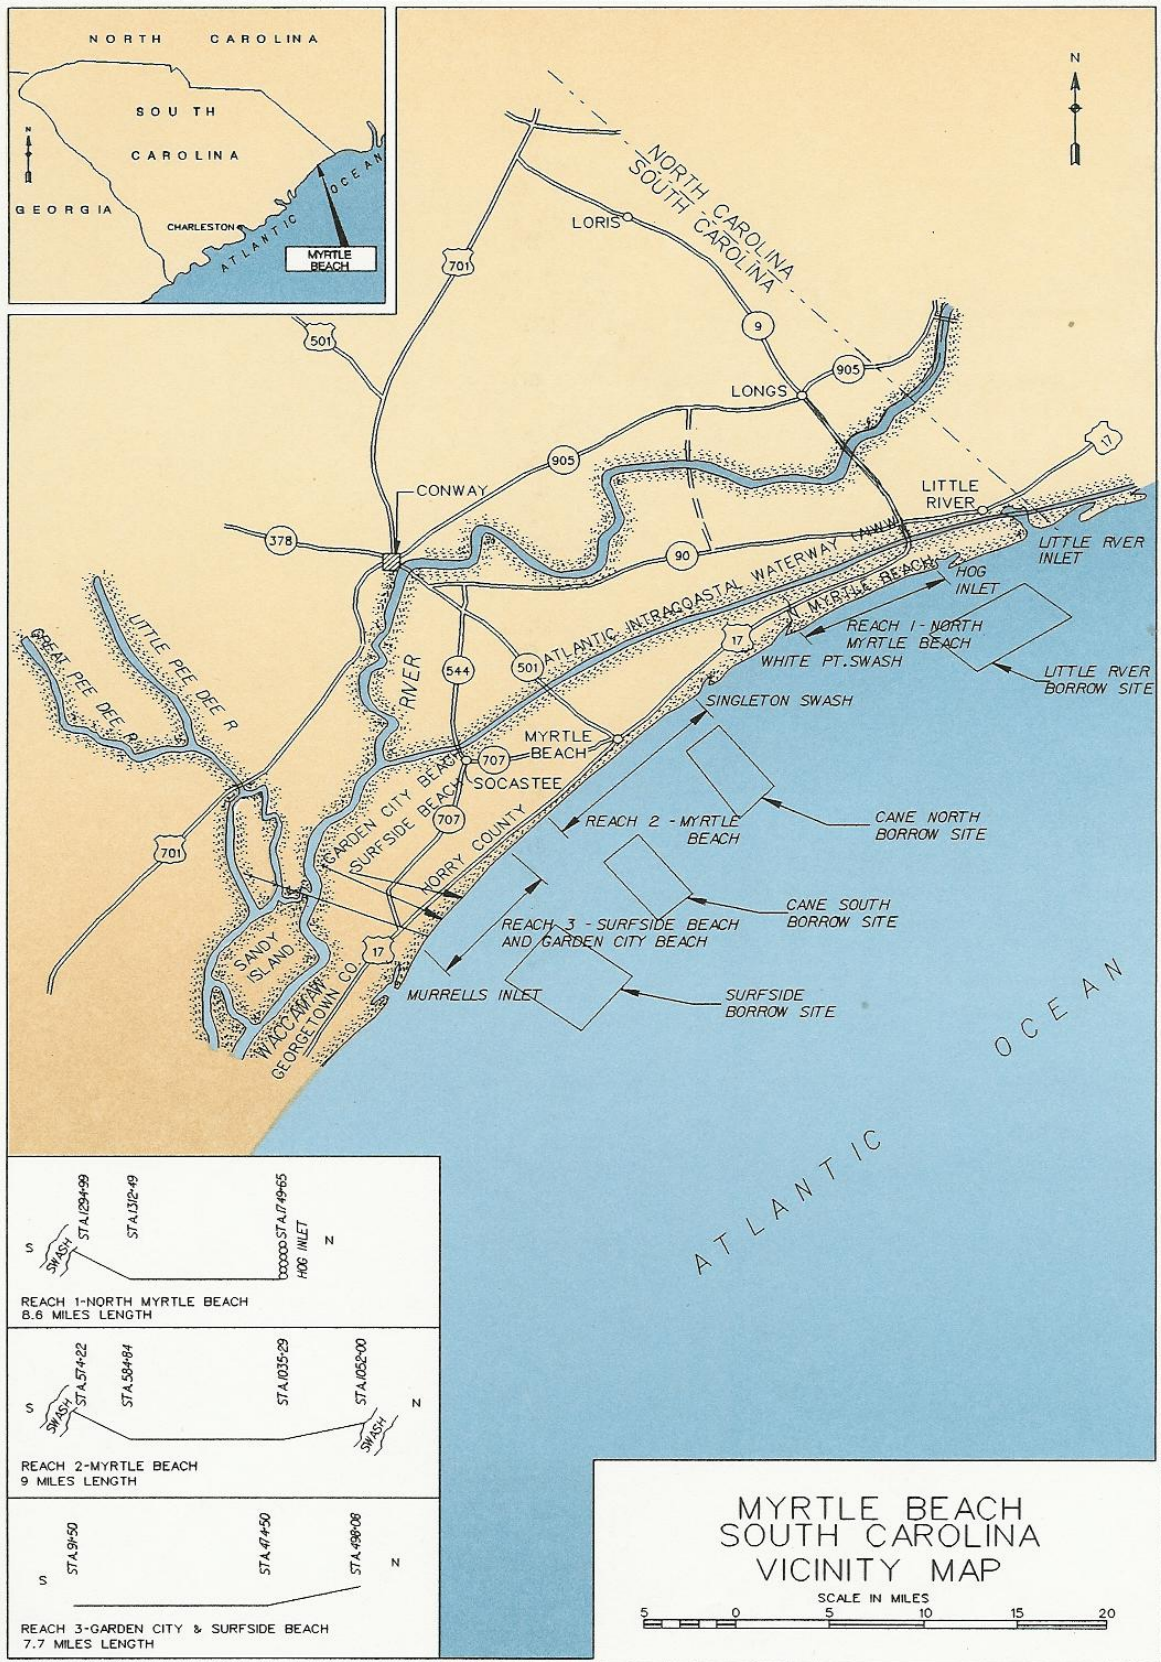 NORTH CAROLINA
SOUTH
CAROLINA
N
GEORGIA
CHARLESTON
ATLANTIC OCEAN
MYRTLE
BEACH
N
NORTH CAROLINA
SOUTH CAROLINA
LORIS
701
501
9
905
LONGS
905
17
CONWAY
LITTLE
RIVER
378
90
ATLANTIC INTRACOASTAL WATERWAY (AIWW)
LITTLE RVER
INLET
HOG
INLET
N. MYRTLE BEACH
REACH 1-NORTH
MYRTLE BEACH
17
WHITE PT.SWASH
LITTLE RIVER
BORROW SITE
GREAT PEE DEE R
LITTLE PEE DEE R
RIVER
544
501
SINGLETON SWASH
MYRTLE
BEACH
707
SOCASTEE
GARDEN CITY BEACH
SURFSIDE BEACH
707
HORRY COUNTY
REACH 2 - MYRTLE
BEACH
CANE NORTH
BORROW SITE
701
CANE SOUTH
BORROW SITE
REACH 3 - SURFSIDE BEACH
AND GARDEN CITY BEACH
SANDY
ISLAND
17
MURRELLS INLET
SURFSIDE
BORROW SITE
WACCAMAW
GEORGETOWN CO.
ATLANTIC OCEAN
S
SWASH
STA.1294+99
STA.1312+49
STA.1749+65
HOG INLET
N
REACH 1-NORTH MYRTLE BEACH
8.6 MILES LENGTH
S
SWASH
STA.574+22
STA.584+84
STA.1035+29
STA.1052+00
SWASH
N
REACH 2-MYRTLE BEACH
9 MILES LENGTH
S
STA.91+50
STA.474+50
STA.498+08
N
REACH 3-GARDEN CITY & SURFSIDE BEACH
7.7 MILES LENGTH
MYRTLE BEACH
SOUTH CAROLINA
VICINITY MAP
SCALE IN MILES
5 0 5 10 15 20